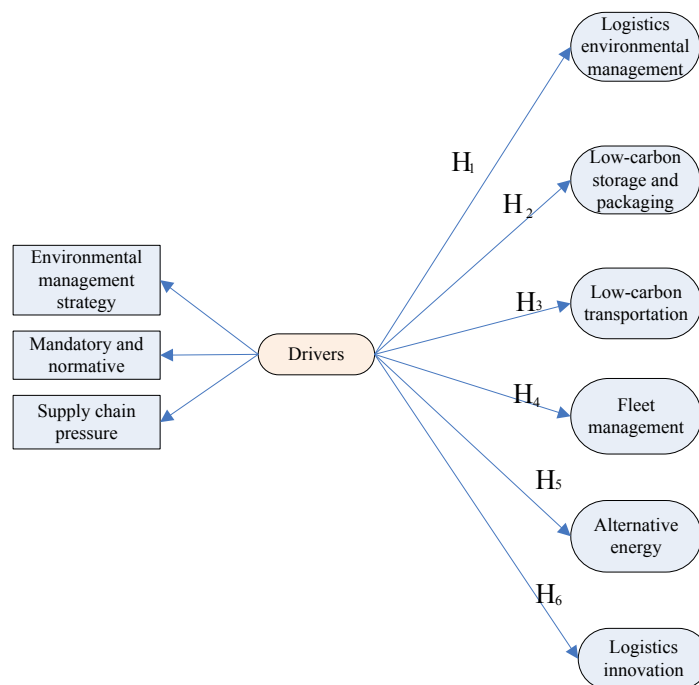 Logistics
environmental
management
H1
Low-carbon
storage and
packaging
H2
Environmental
management
strategy
Low-carbon
transportation
H3
Mandatory and
normative
Drivers
Supply chain
pressure
H4
Fleet
management
H5
Alternative
energy
H6
Logistics
innovation